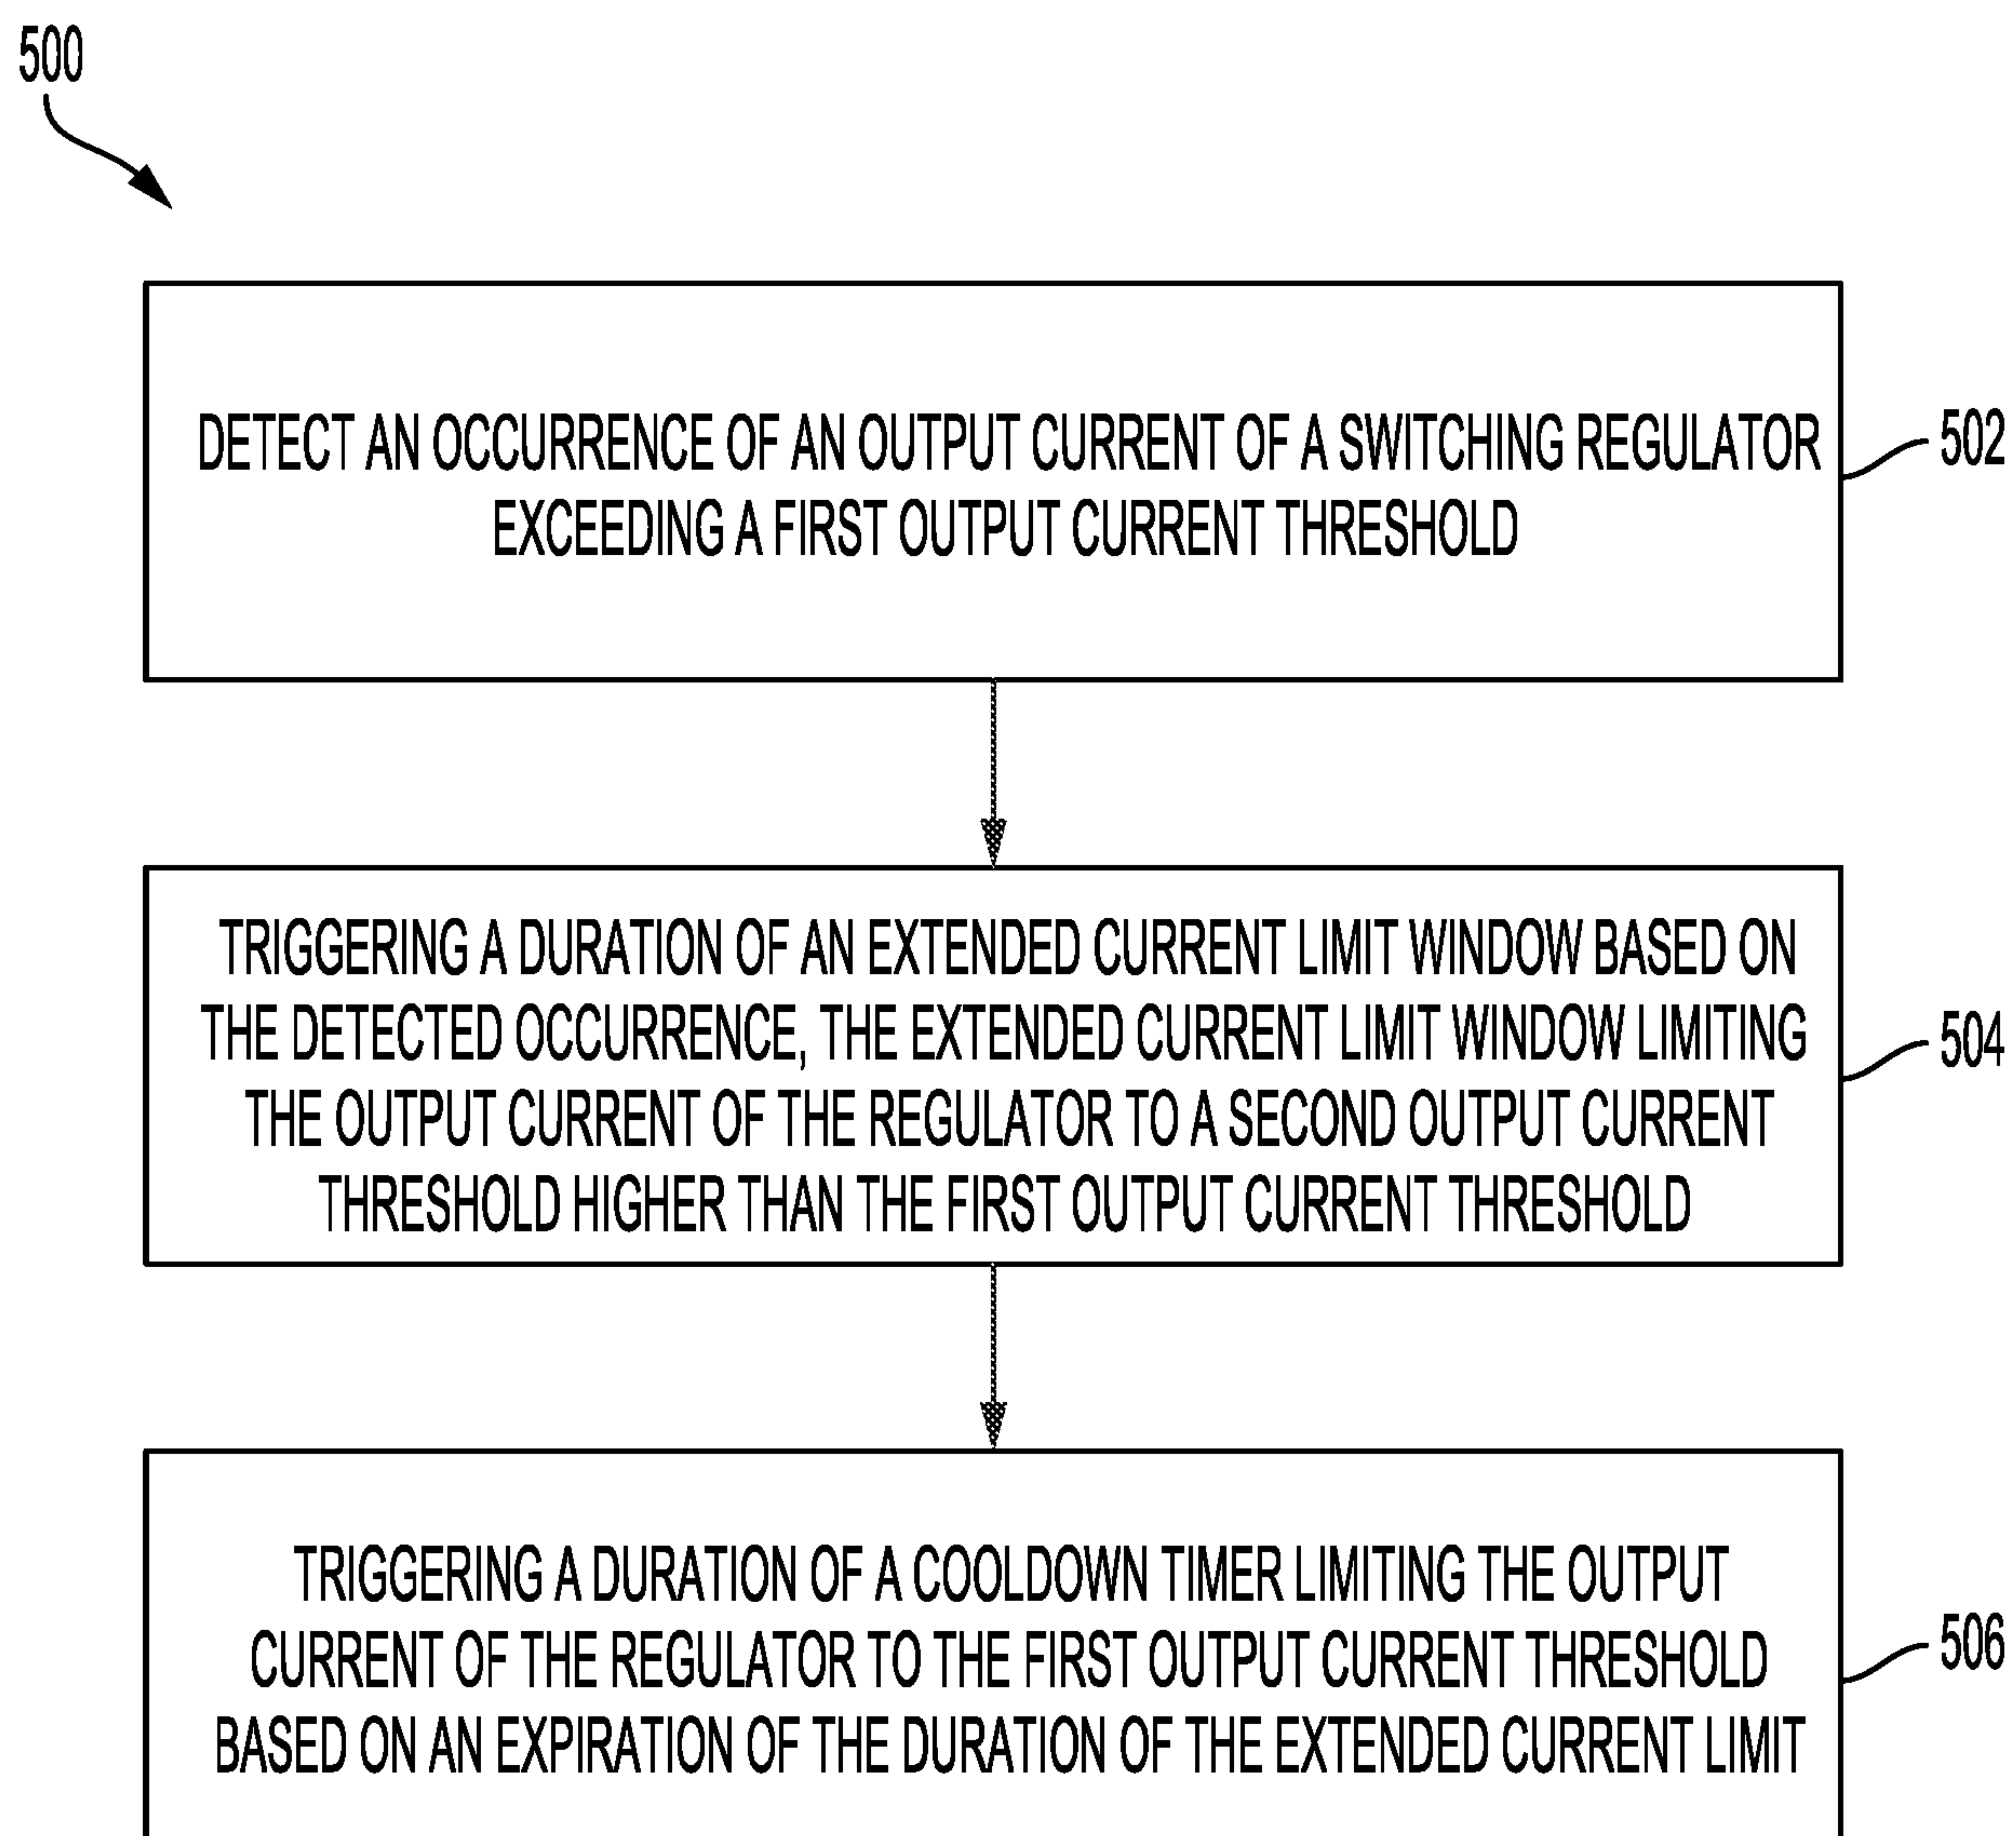 500
DETECT AN OCCURRENCE OF AN OUTPUT CURRENT OF A SWITCHING REGULATOR
EXCEEDING A FIRST OUTPUT CURRENT THRESHOLD
502
TRIGGERING A DURATION OF AN EXTENDED CURRENT LIMIT WINDOW BASED ON
THE DETECTED OCCURRENCE, THE EXTENDED CURRENT LIMIT WINDOW LIMITING
THE OUTPUT CURRENT OF THE REGULATOR TO A SECOND OUTPUT CURRENT
THRESHOLD HIGHER THAN THE FIRST OUTPUT CURRENT THRESHOLD
504
TRIGGERING A DURATION OF A COOLDOWN TIMER LIMITING THE OUTPUT
CURRENT OF THE REGULATOR TO THE FIRST OUTPUT CURRENT THRESHOLD
BASED ON AN EXPIRATION OF THE DURATION OF THE EXTENDED CURRENT LIMIT
506